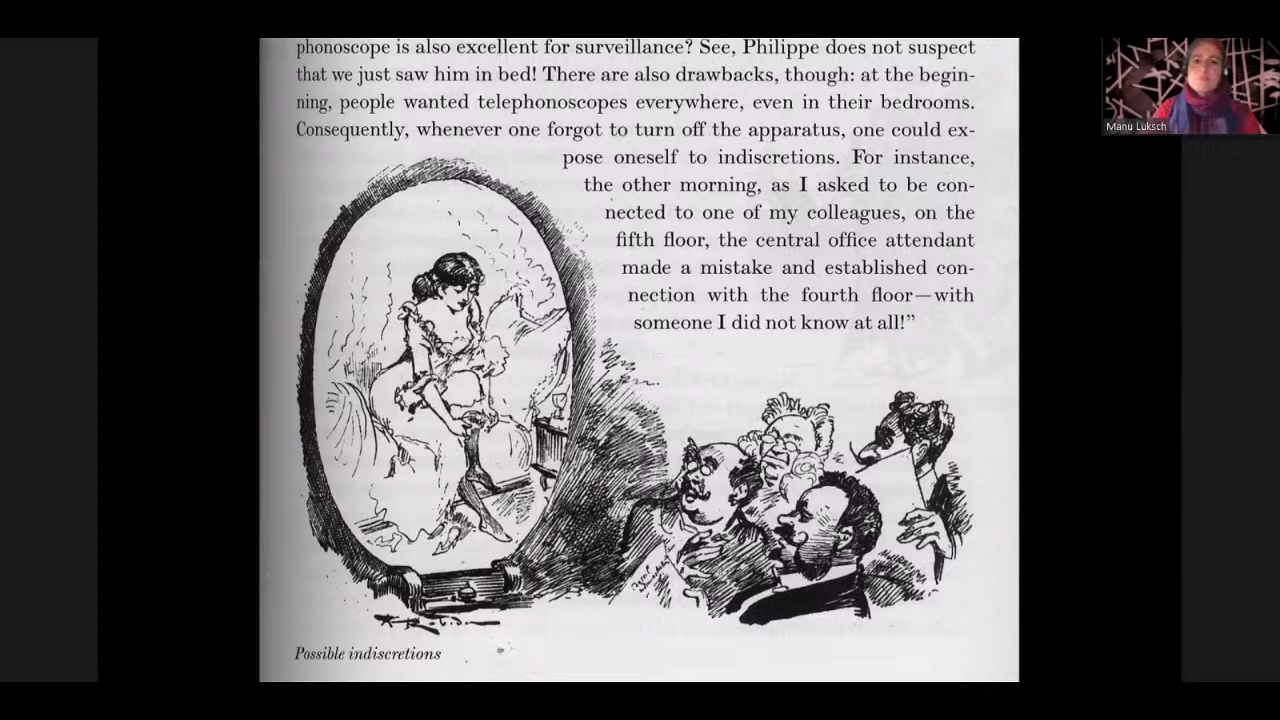 phonoscope is also excellent for surveillance? See, Philippe does not suspect
that we just saw him in bed! There are also drawbacks, though: at the begin-
ning, people wanted telephonoscopes everywhere, even in their bedrooms.
Consequently, whenever one forgot to turn off the apparatus, one could ex-
pose oneself to indiscretions. For instance,
the other morning, as I asked to be con-
nected to one of my colleagues, on the
fifth floor, the central office attendant
made a mistake and established con-
nection with the fourth floor—with
someone I did not know at all!”
A Robida
Possible indiscretions
Manu Luksch